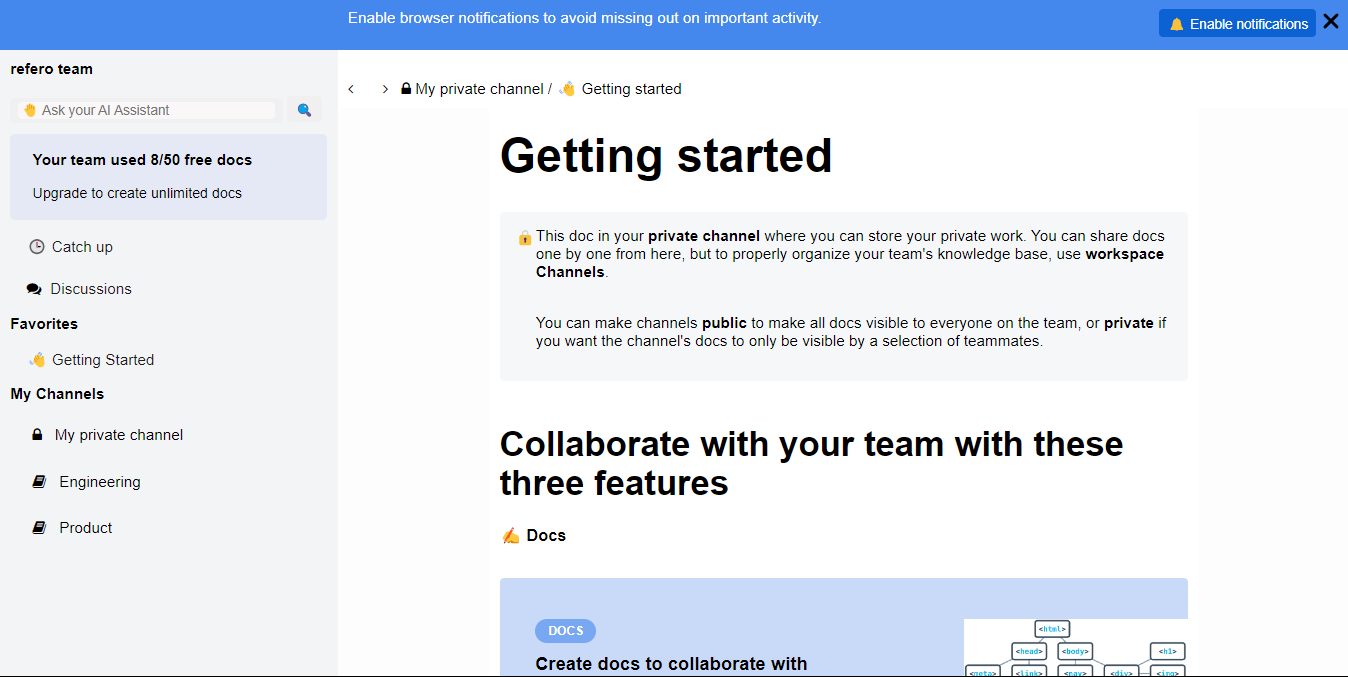 Enable browser notifications to avoid missing out on important activity.
🔔 Enable notifications
refero team
🤚 Ask your AI Assistant
Your team used 8/50 free docs
Upgrade to create unlimited docs
Catch up
Discussions
Favorites
👋 Getting Started
My Channels
My private channel
Engineering
Product
My private channel / 👋 Getting started
Getting started
🔒 This doc in your private channel where you can store your private work. You can share docs
one by one from here, but to properly organize your team's knowledge base, use workspace
Channels.
You can make channels public to make all docs visible to everyone on the team, or private if
you want the channel's docs to only be visible by a selection of teammates.
Collaborate with your team with these
three features
✍ Docs
DOCS
Create docs to collaborate with
<html>
<head> <body> <h1>
<meta> <link> <nav> <div> <img>